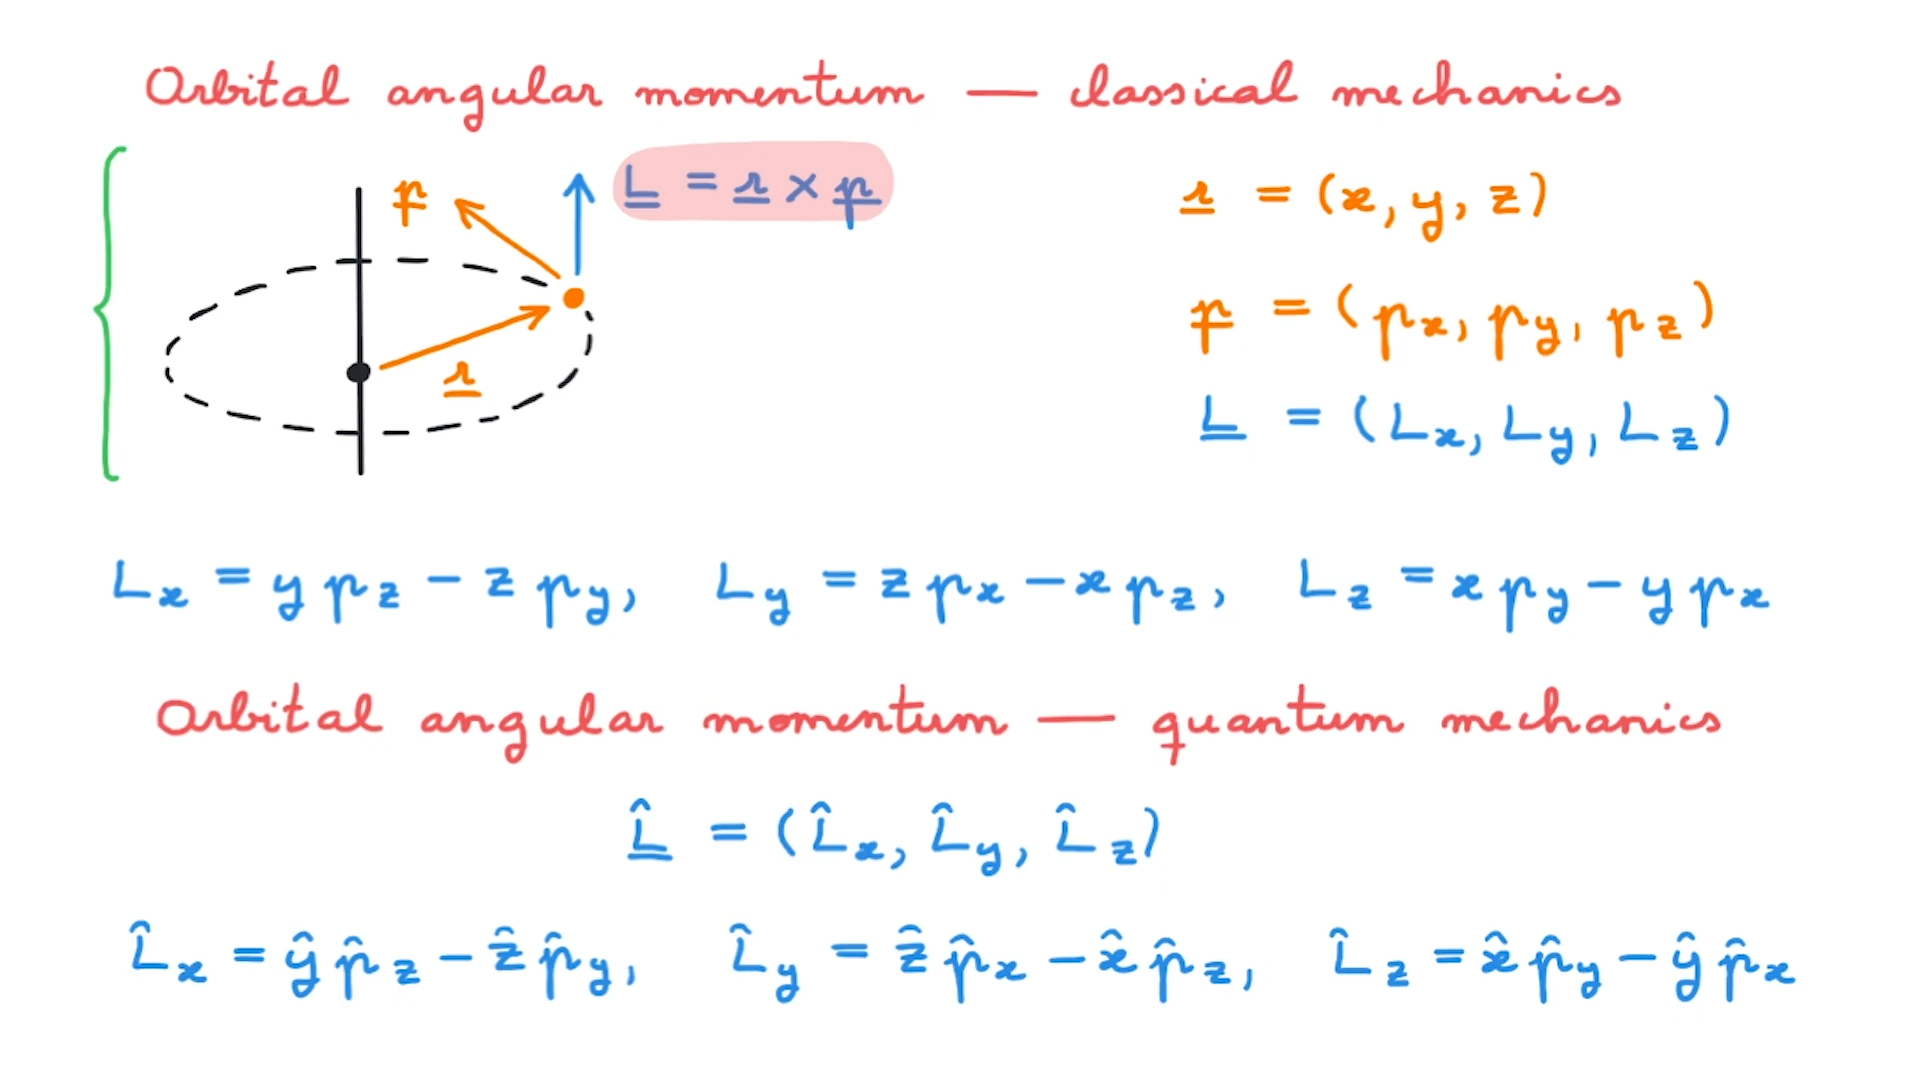 Orbital angular momentum — classical mechanics
p
L = r × p
r
r = (x, y, z)
p = (px, py, pz)
L = (Lx, Ly, Lz)
Lx = y pz − z py, Ly = z px − x pz, Lz = x py − y px
Orbital angular momentum — quantum mechanics
L̂ = (L̂x, L̂y, L̂z)
L̂x = ŷ p̂z − ẑ p̂y, L̂y = ẑ p̂x − x̂ p̂z, L̂z = x̂ p̂y − ŷ p̂x